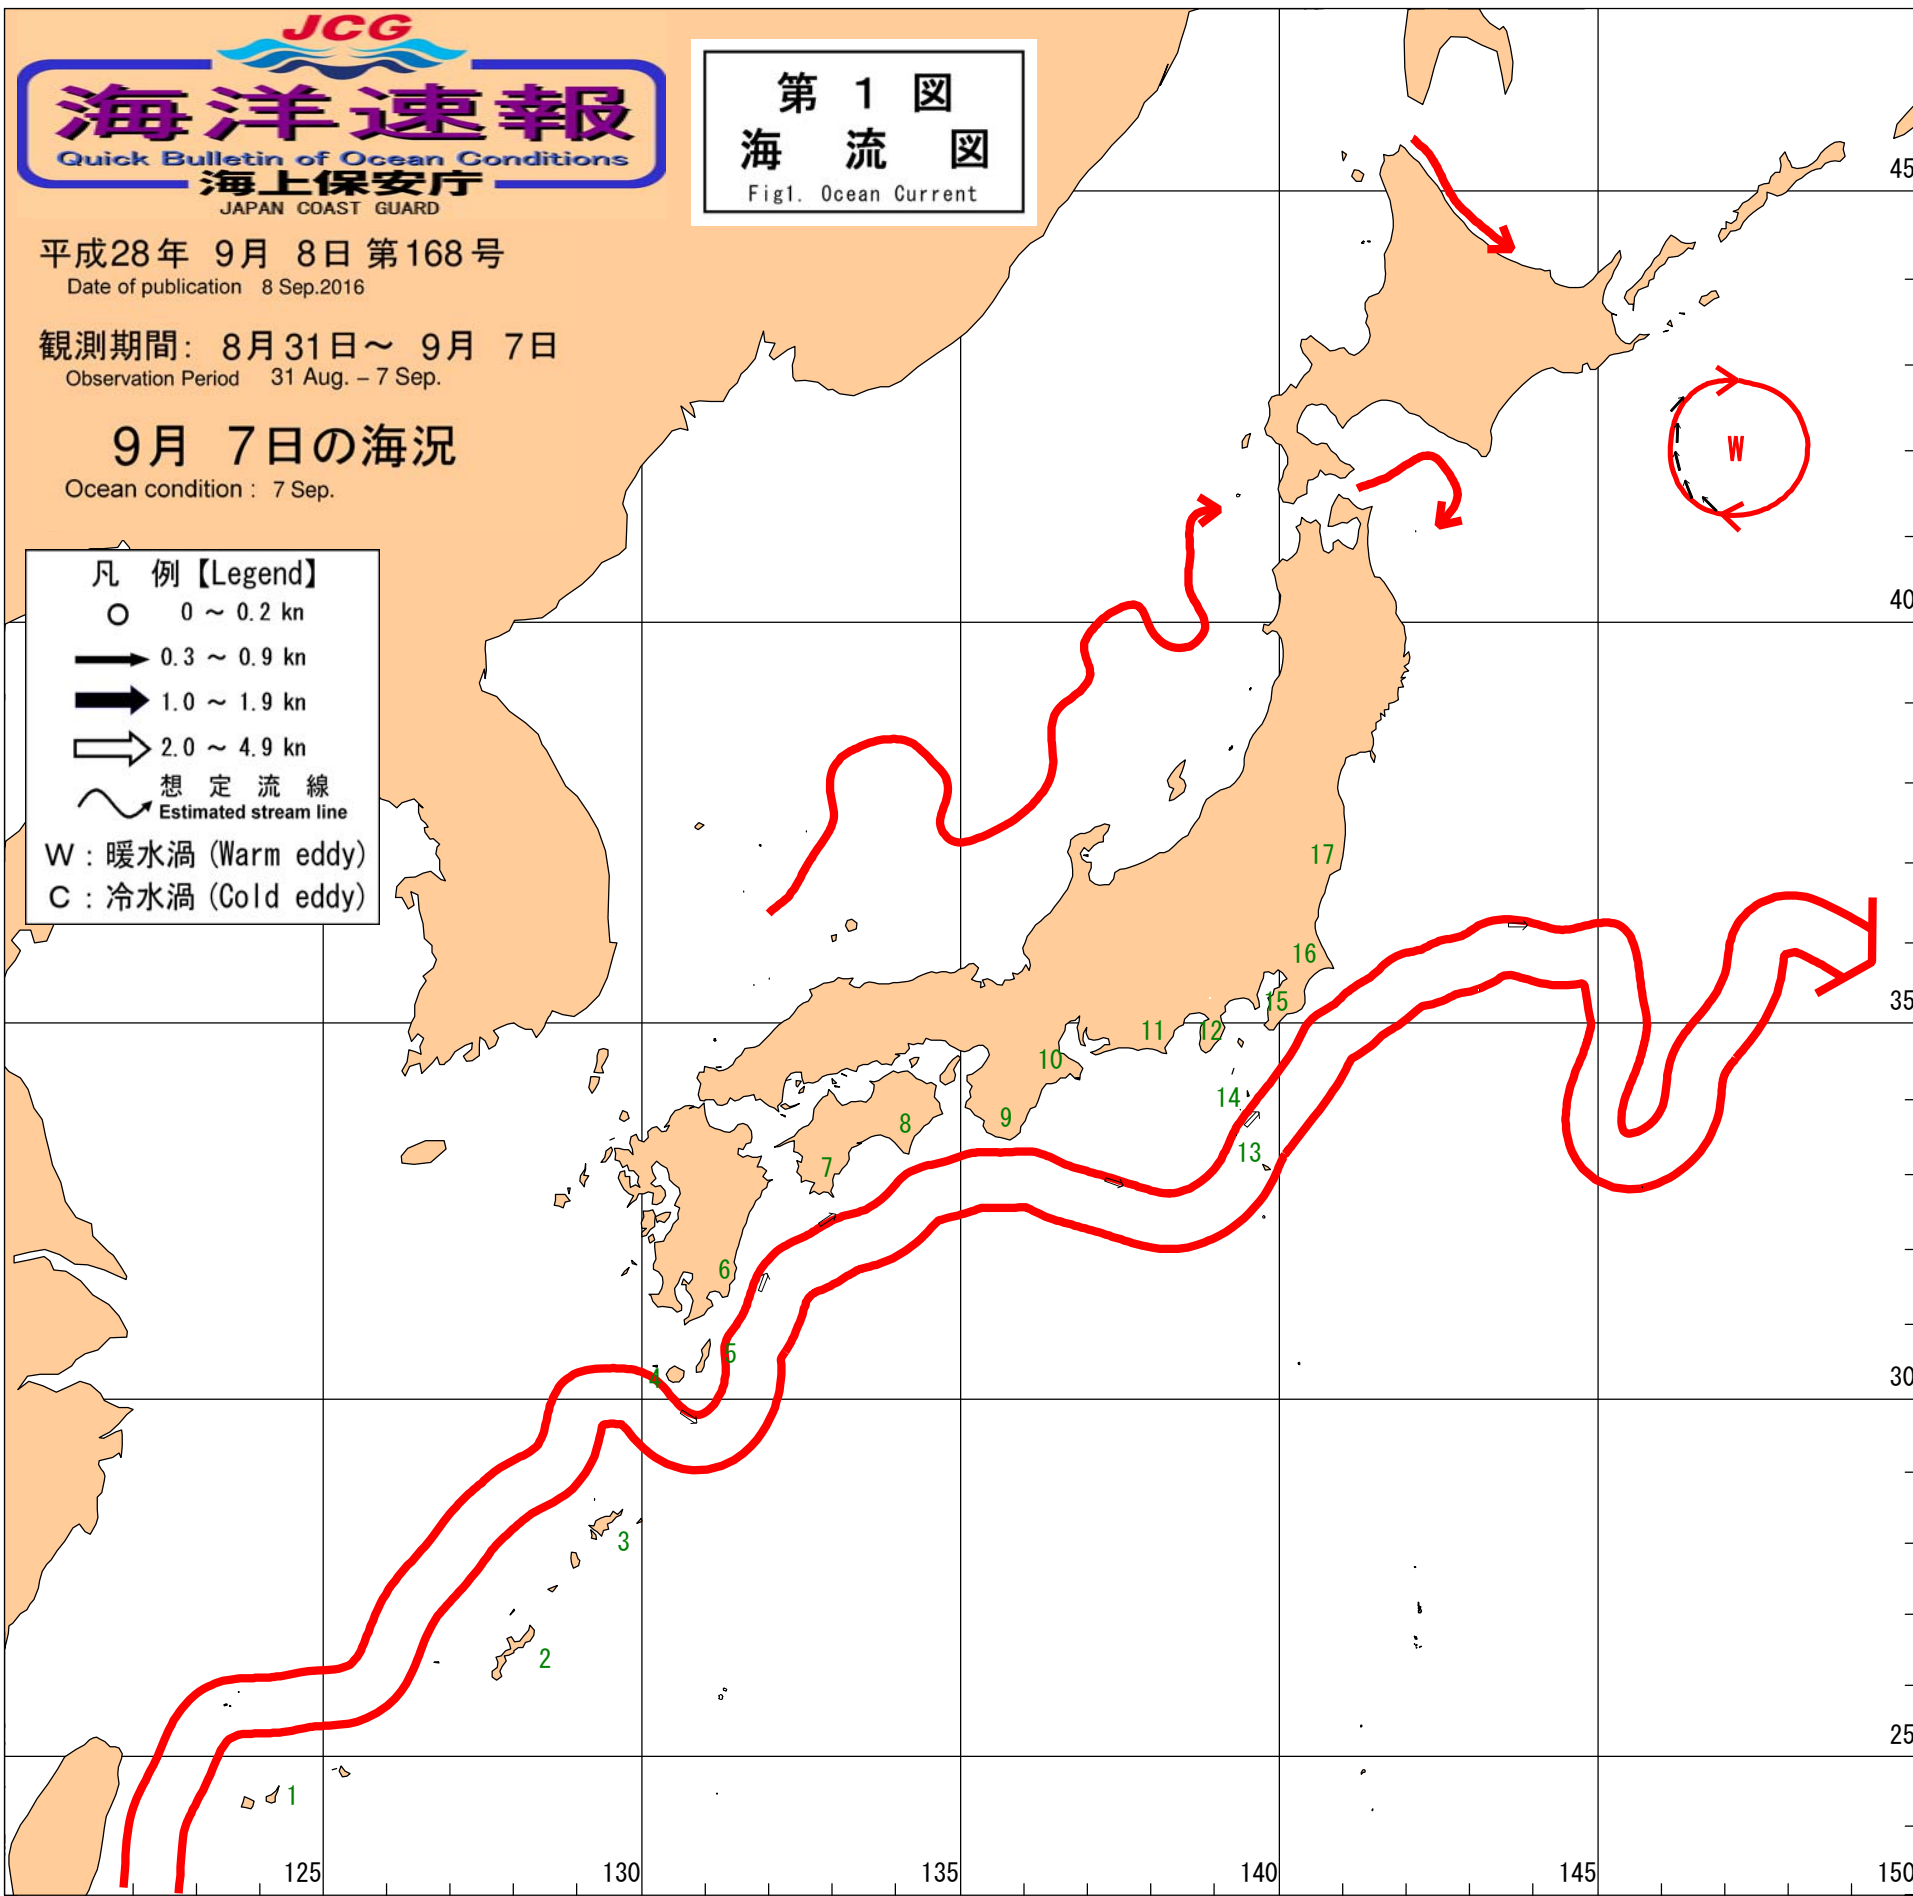 JCG
海洋速報
Quick Bulletin of Ocean Conditions
海上保安庁
JAPAN COAST GUARD
第 1 図
海 流 図
Fig1. Ocean Current
平成28年 9月 8日 第168号
Date of publication 8 Sep.2016
観測期間: 8月31日～ 9月 7日
Observation Period 31 Aug. – 7 Sep.
9月 7日の海況
Ocean condition : 7 Sep.
凡 例【Legend】
0 ～ 0.2 kn
0.3 ～ 0.9 kn
1.0 ～ 1.9 kn
2.0 ～ 4.9 kn
想 定 流 線
Estimated stream line
W : 暖水渦 (Warm eddy)
C : 冷水渦 (Cold eddy)
45
W
40
17
16
35
15
11
12
10
14
9
8
13
7
6
5
4
30
3
2
25
1
125
130
135
140
145
150